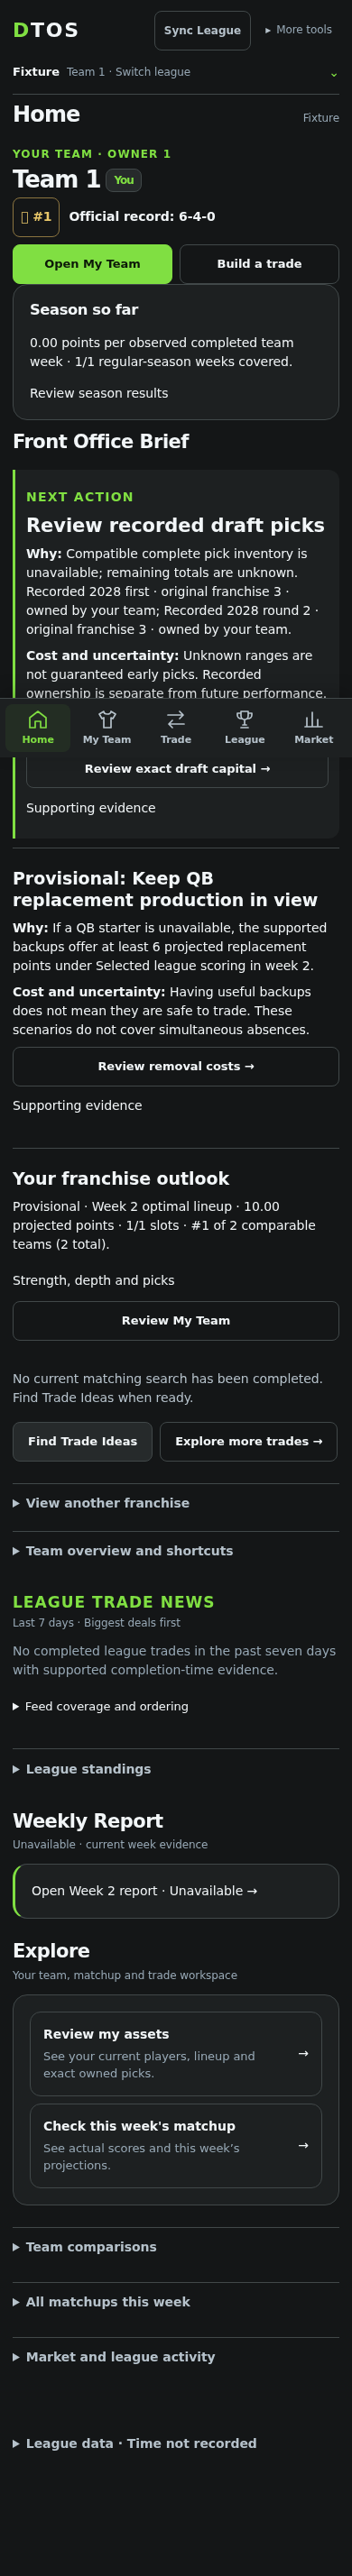 DTOS
Sync League
▸ More tools
Fixture Team 1 · Switch league
Home
Fixture
YOUR TEAM · OWNER 1
Team 1 You
#1 Official record: 6-4-0
Open My Team
Build a trade
Season so far
0.00 points per observed completed team
week · 1/1 regular-season weeks covered.
Review season results
Front Office Brief
NEXT ACTION
Review recorded draft picks
Why: Compatible complete pick inventory is
unavailable; remaining totals are unknown.
Recorded 2028 first · original franchise 3 ·
owned by your team; Recorded 2028 round 2 ·
original franchise 3 · owned by your team.
Cost and uncertainty: Unknown ranges are
not guaranteed early picks. Recorded
ownership is separate from future performance.
Home
My Team
Trade
League
Market
Review exact draft capital →
Supporting evidence
Provisional: Keep QB
replacement production in view
Why: If a QB starter is unavailable, the supported
backups offer at least 6 projected replacement
points under Selected league scoring in week 2.
Cost and uncertainty: Having useful backups
does not mean they are safe to trade. These
scenarios do not cover simultaneous absences.
Review removal costs →
Supporting evidence
Your franchise outlook
Provisional · Week 2 optimal lineup · 10.00
projected points · 1/1 slots · #1 of 2 comparable
teams (2 total).
Strength, depth and picks
Review My Team
No current matching search has been completed.
Find Trade Ideas when ready.
Find Trade Ideas
Explore more trades →
▸ View another franchise
▸ Team overview and shortcuts
LEAGUE TRADE NEWS
Last 7 days · Biggest deals first
No completed league trades in the past seven days
with supported completion-time evidence.
▸ Feed coverage and ordering
▸ League standings
Weekly Report
Unavailable · current week evidence
Open Week 2 report · Unavailable →
Explore
Your team, matchup and trade workspace
Review my assets
See your current players, lineup and
exact owned picks.
→
Check this week's matchup
See actual scores and this week’s
projections.
→
▸ Team comparisons
▸ All matchups this week
▸ Market and league activity
▸ League data · Time not recorded